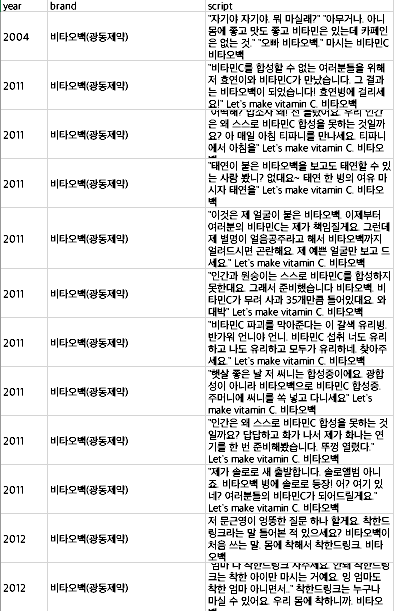 year brand script
"자기야 자기야. 뭐 마실래?" "아무거나. 아니
몸에 좋고 맛도 좋고 비타민은 있는데 카페인
은 없는 것." "오빠 비오백." 마시는 비타민C
비타오백
2004 비타오백(광동제약)
"비타민C를 합성할 수 없는 여러분들을 위해
저 효연이와 비타민C가 만났습니다. 그 결과
는 비타오백이 되었습니다! 효연빙에 걸리세
요!" Let's make vitamin C. 비타오백
2011 비타오백(광동제약)
은 왜 스스로 비타민C 합성을 못하는 것일까
요? 아 매일 아침 티파니를 만나세요. 티파니
에서 아침을" Let's make vitamin C. 비타오
2011 비타오백(광동제약)
"태연이 붙은 비타오백을 보고도 태연할 수 있
는 사람 봤니? 없대요~ 태연 한 병의 여유 마
시자 태연을" Let's make vitamin C. 비타오
백
2011 비타오백(광동제약)
"이것은 제 얼굴이 붙은 비타오백. 이제부터
여러분의 비타민C는 제가 책임질게요. 그런데
제 별명이 얼음공주라고 해서 비타오백까지
얼려드시면 곤란해요. 제 예쁜 얼굴만 보고 드
세요." Let's make vitamin C. 비타오백
2011 비타오백(광동제약)
"인간과 원숭이는 스스로 비타민C를 합성하지
못한대요. 그래서 준비했습니다 비타오백. 비
타민C가 무려 사과 35개만큼 들어있대요. 와
대박" Let's make vitamin C. 비타오백
2011 비타오백(광동제약)
"비타민C 파괴를 막아준다는 이 갈색 유리병.
반가워 언니야 언니. 비타민C 섭취 너도 유리
하고 나도 유리하고 모두가 유리하네. 찾아주
세요." Let's make vitamin C. 비타오백
2011 비타오백(광동제약)
"햇살 좋은 날 저 써니는 합성중이에요. 광합
성이 아니라 비타오백으로 비타민C 합성중.
주머니에 써니를 쏙 넣고 다니세요" Let's
make vitamin C. 비타오백
2011 비타오백(광동제약)
"인간은 왜 스스로 비타민C 합성을 못하는 것
일까요? 답답하고 화가 나서 제가 화나는 연
기를 한 번 준비해봤습니다. 뚜껑 열렸다."
Let's make vitamin C. 비타오백
2011 비타오백(광동제약)
"제가 솔로로 새 출발합니다. 솔로앨범 아니
죠. 비타오백 병에 솔로로 등장! 어? 여기 있
네? 여러분들의 비타민C가 되어드릴게요."
Let's make vitamin C. 비타오백
2011 비타오백(광동제약)
저 문근영이 엉뚱한 질문 하나 할게요. 착한드
링크라는 말 들어본 적 있으세요? 비타오백이
처음 쓰는 말. 몸에 착해서 착한드링크. 비타
오백
2012 비타오백(광동제약)
"엄마 나 착한드링크 사주세요. 안돼 착한드링
크는 착한 아이만 마시는 거예요. 잉 엄마도
착한 엄마 아니면서.." 착한드링크는 누구나
마실 수 있어요. 우리 몸에 착하니까. 비타오
2012 비타오백(광동제약)